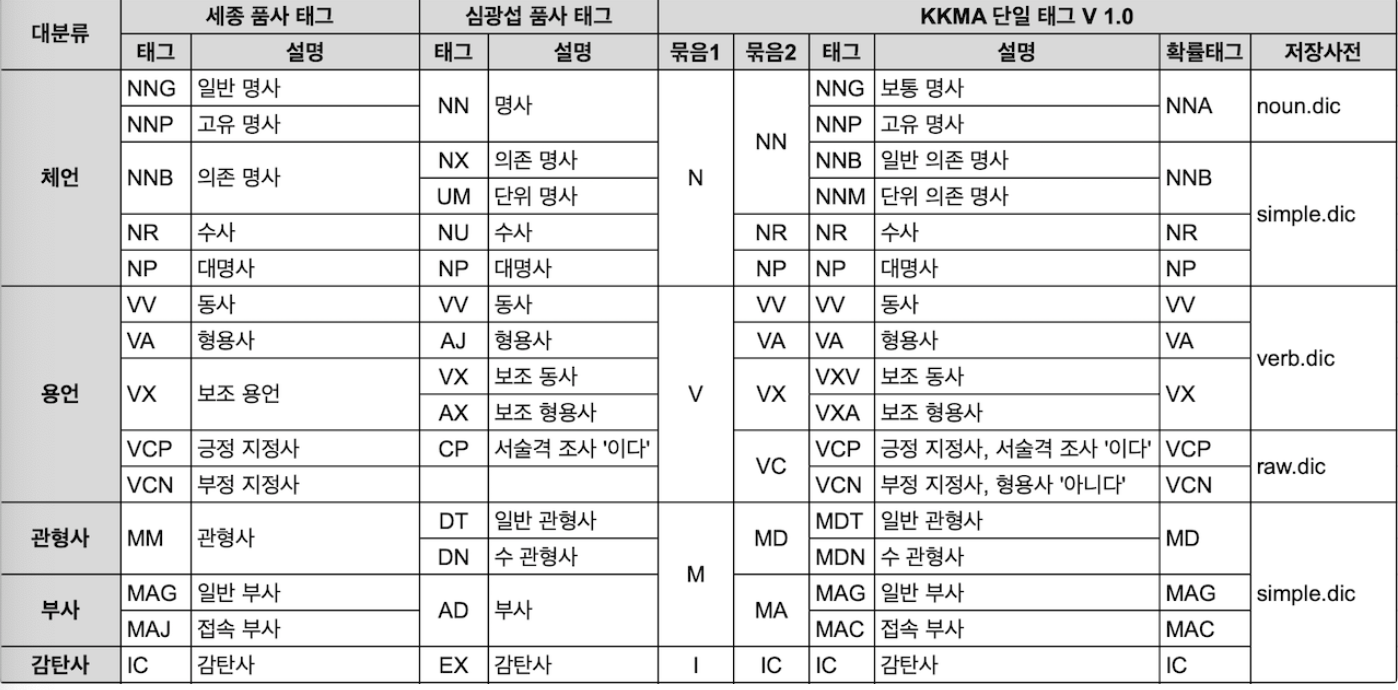 대분류 세종 품사 태그 심광섭 품사 태그 KKMA 단일 태그 V 1.0
태그 설명 태그 설명 묶음1 묶음2 태그 설명 확률태그 저장사전
체언 NNG 일반 명사 NN 명사 N NN NNG 보통 명사 NNA noun.dic
NNP 고유 명사 NNP 고유 명사
NNB 의존 명사 NX 의존 명사 NNB 일반 의존 명사 NNB simple.dic
UM 단위 명사 NNM 단위 의존 명사
NR 수사 NU 수사 NR NR 수사 NR
NP 대명사 NP 대명사 NP NP 대명사 NP
용언 VV 동사 VV 동사 V VV VV 동사 VV verb.dic
VA 형용사 AJ 형용사 VA VA 형용사 VA
VX 보조 용언 VX 보조 동사 VX VXV 보조 동사 VX
AX 보조 형용사 VXA 보조 형용사
VCP 긍정 지정사 CP 서술격 조사 '이다' VC VCP 긍정 지정사, 서술격 조사 '이다' VCP raw.dic
VCN 부정 지정사 VCN 부정 지정사, 형용사 '아니다' VCN
관형사 MM 관형사 DT 일반 관형사 M MD MDT 일반 관형사 MD simple.dic
DN 수 관형사 MDN 수 관형사
부사 MAG 일반 부사 AD 부사 MA MAG 일반 부사 MAG
MAJ 접속 부사 MAC 접속 부사 MAC
감탄사 IC 감탄사 EX 감탄사 I IC IC 감탄사 IC